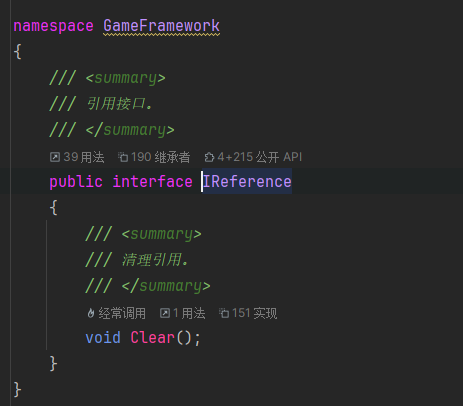 namespace GameFramework
{
/// <summary>
/// 引用接口.
/// </summary>
39 用法 190 继承者 4+215 公开 API
public interface IReference
{
/// <summary>
/// 清理引用.
/// </summary>
经常调用 1 用法 151 实现
void Clear();
}
}